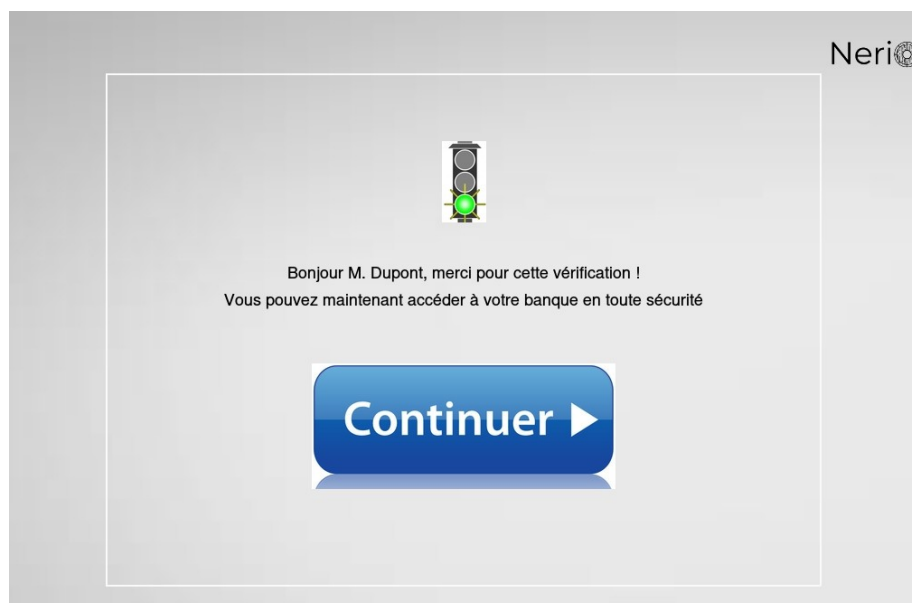 Neri
Bonjour M. Dupont, merci pour cette vérification !
Vous pouvez maintenant accéder à votre banque en toute sécurité
Continuer